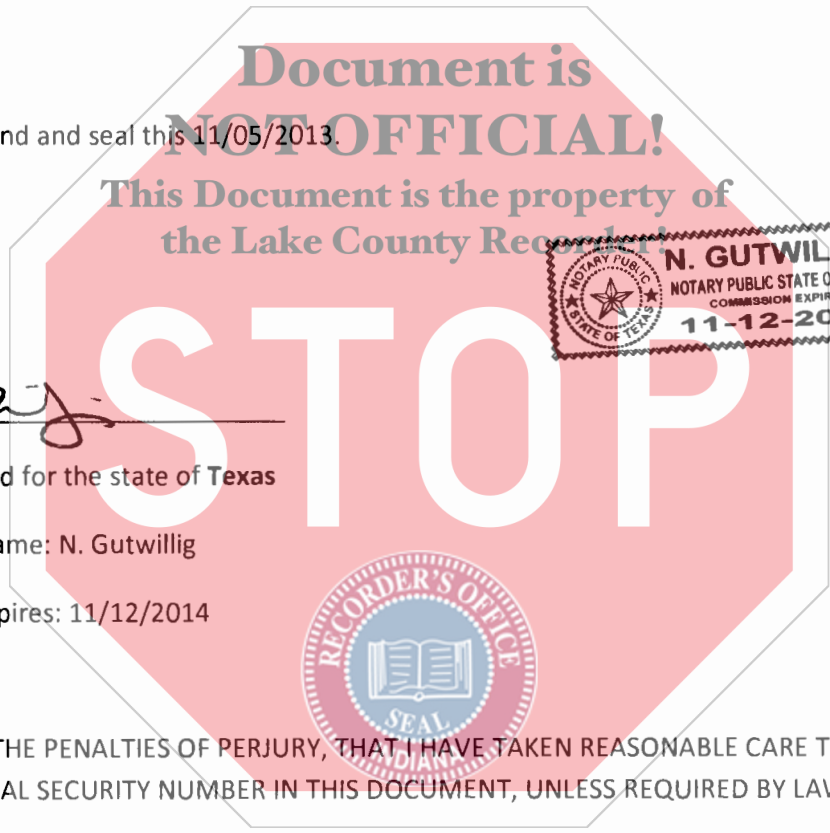 Document is
nd and seal this 11/05/2013.
NOT OFFICIAL!
This Document is the property of
the Lake County Recorder!
N. GUTWIL
NOTARY PUBLIC STATE O
COMMISSION EXPIR
11-12-20
NOTARY PUBLIC
STATE OF TEXAS
STOP
d for the state of Texas
ame: N. Gutwillig
pires: 11/12/2014
RECORDER'S OFFICE
SEAL
INDIANA
THE PENALTIES OF PERJURY, THAT I HAVE TAKEN REASONABLE CARE T
AL SECURITY NUMBER IN THIS DOCUMENT, UNLESS REQUIRED BY LAW